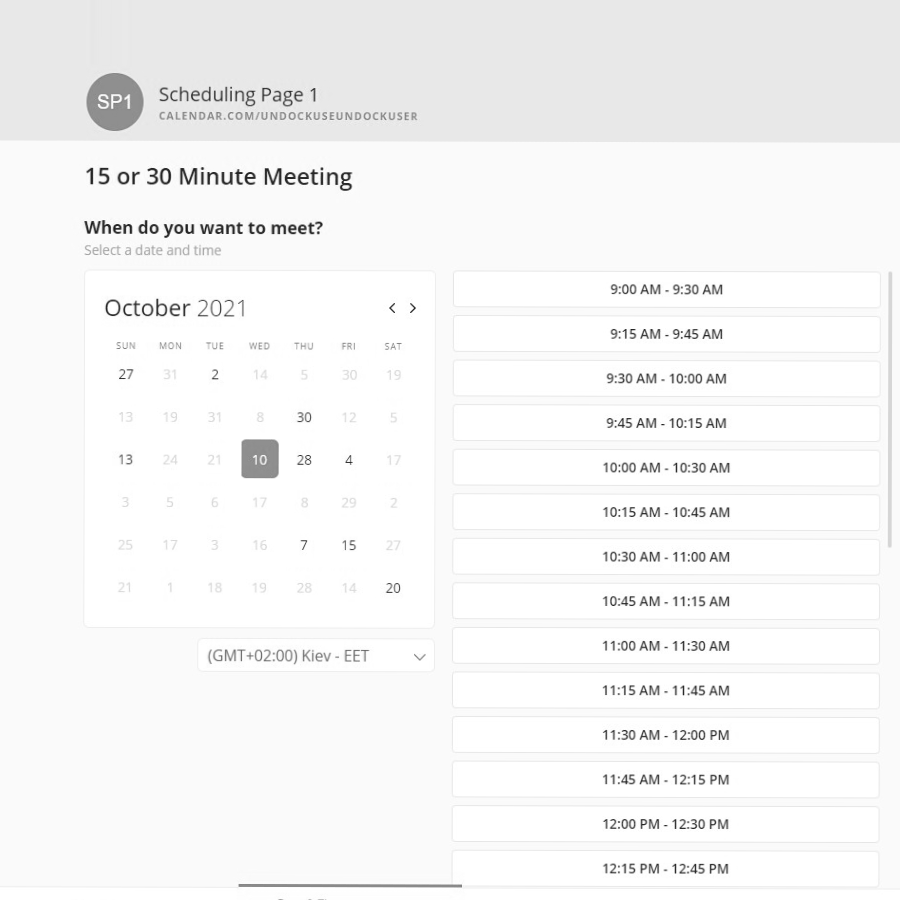 SP1
Scheduling Page 1
CALENDAR.COM/UNDOCKUSEUNDOCKUSER
15 or 30 Minute Meeting
When do you want to meet?
Select a date and time
October 2021
SUN MON TUE WED THU FRI SAT
27 31 2 14 5 30 19
13 19 31 8 30 12 5
13 24 21 10 28 4 17
3 5 6 17 8 29 2
25 17 3 16 7 15 27
21 1 18 19 28 14 20
(GMT+02:00) Kiev - EET
9:00 AM - 9:30 AM
9:15 AM - 9:45 AM
9:30 AM - 10:00 AM
9:45 AM - 10:15 AM
10:00 AM - 10:30 AM
10:15 AM - 10:45 AM
10:30 AM - 11:00 AM
10:45 AM - 11:15 AM
11:00 AM - 11:30 AM
11:15 AM - 11:45 AM
11:30 AM - 12:00 PM
11:45 AM - 12:15 PM
12:00 PM - 12:30 PM
12:15 PM - 12:45 PM